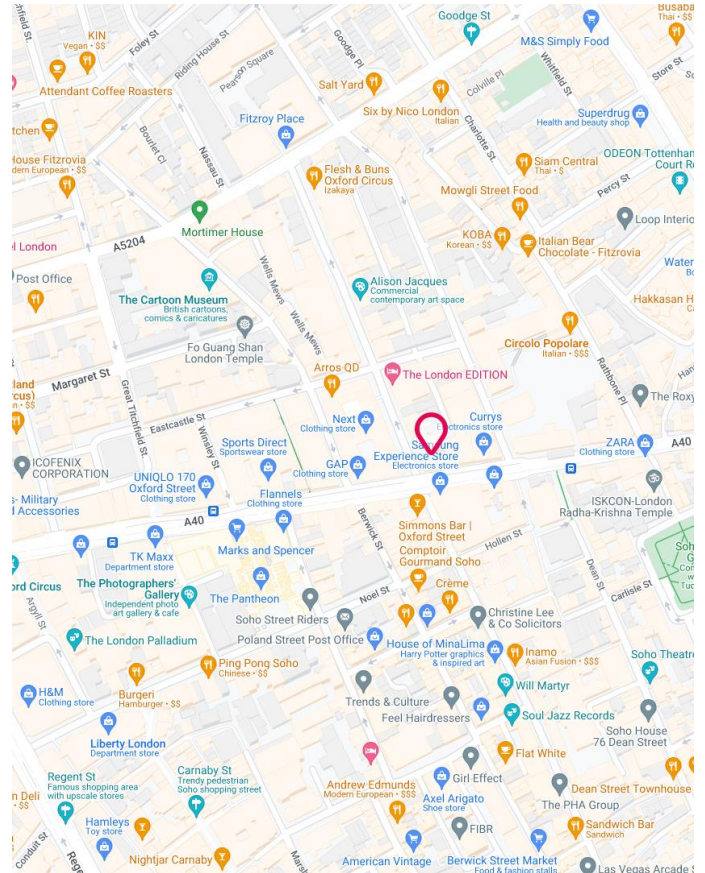 Goodge St
Busaba
Thai • $$
KIN
Vegan • $$
Foley St
Riding House St
Goodge Pl
M&S Simply Food
Whitfield St
Store St
Attendant Coffee Roasters
Pearson Square
Salt Yard
Colville Pl
Six by Nico London
Italian
Superdrug
Health and beauty shop
Fitzroy Place
Bourlet Cl
Nassau St
Charlotte St.
ODEON Tottenham
Court R
House Fitzrovia
dern European • $$
Flesh & Buns
Oxford Circus
Izakaya
Siam Central
Thai • $
Percy St
Mowgli Street Food
Mortimer House
Loop Interio
A5204
KOBA
Korean • $$
Italian Bear
Chocolate - Fitzrovia
el London
Post Office
Wells Mews
Water
Alison Jacques
Commercial
contemporary art space
Hakkasan H
The Cartoon Museum
British cartoons,
comics & caricatures
Wells Mews
Fo Guang Shan
London Temple
Circolo Popolare
Italian • $$$
Rathbone Pl
Arros QD
The London EDITION
Margaret St
Great Titchfield St.
The Roxy
Eastcastle St
Winsley St
Next
Clothing store
Currys
Electronics store
Sports Direct
Sportswear store
Samsung
Experience Store
Electronics store
ZARA
Clothing store
A40
ICOFENIX
CORPORATION
GAP
Clothing store
UNIQLO 170
Oxford Street
Clothing store
Flannels
Clothing store
ISKCON-London
Radha-Krishna Temple
Military
Accessories
A40
Berwick St
Simmons Bar |
Oxford Street
Hollen St
TK Maxx
Department store
Marks and Spencer
Comptoir
Gourmand Soho
Dean St
ord Circus
The Photographers'
Gallery
Independent photo
art gallery & cafe
The Pantheon
Noel St
Crème
Carlisle St
Argyll St
Soho Street Riders
Poland Street Post Office
Christine Lee
& Co Solicitors
The London Palladium
House of MinaLima
Harry Potter graphics
& inspired art
Inamo
Asian Fusion • $$$
Soho Theatre
Ping Pong Soho
Chinese • $$
Burgeri
Hamburger • $$
H&M
Clothing store
Trends & Culture
Will Martyr
Feel Hairdressers
Soul Jazz Records
Soho House
76 Dean Street
Liberty London
Department store
Flat White
Regent St
Famous shopping area
with upscale stores
Carnaby St
Trendy pedestrian
Soho shopping street
Girl Effect
Andrew Edmunds
Modern European • $$$
Dean Street Townhouse
n Deli
Axel Arigato
Shoe store
The PHA Group
Hamleys
Toy store
FIBR
Sandwich Bar
Sandwich
Conduit St
Nightjar Carnaby
American Vintage
Berwick Street Market
Food & fashion stalls
Las Vegas Arcade S